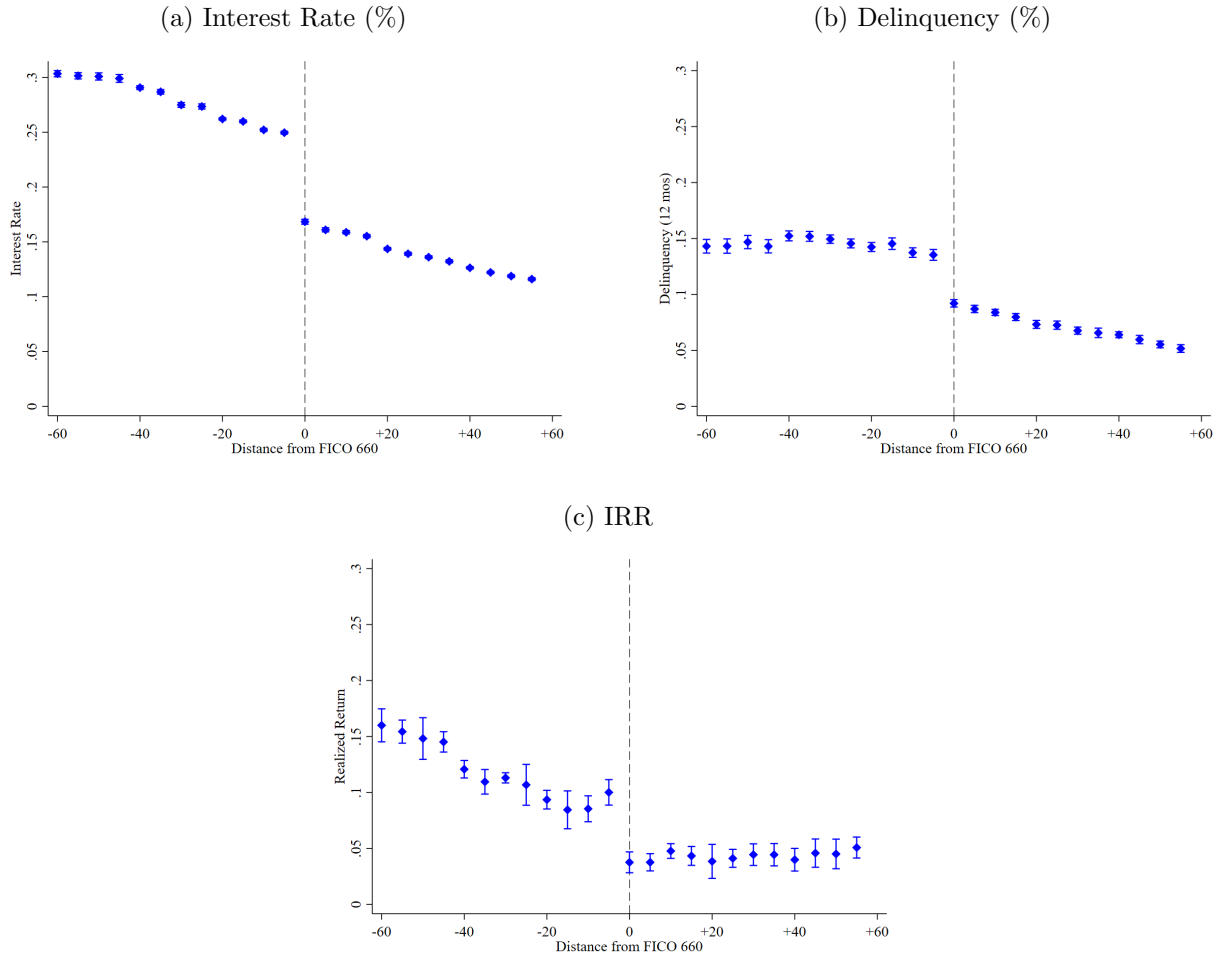 (a) Interest Rate (%)
Interest Rate
.3
.25
.2
.15
.1
.05
0
-60 -40 -20 0 +20 +40 +60
Distance from FICO 660
(b) Delinquency (%)
Delinquency (12 mos)
.3
.25
.2
.15
.1
.05
0
-60 -40 -20 0 +20 +40 +60
Distance from FICO 660
(c) IRR
Realized Return
.3
.25
.2
.15
.1
.05
0
-60 -40 -20 0 +20 +40 +60
Distance from FICO 660